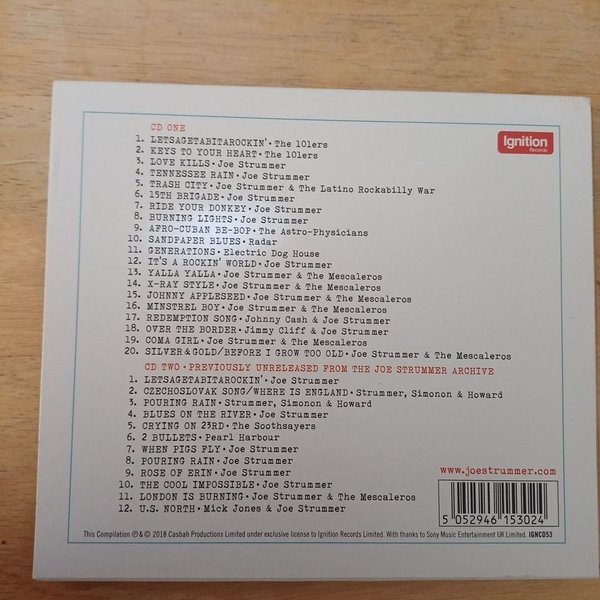 CD ONE
Ignition
Records
1. LETSAGETABITAROCKIN' • The 101ers
2. KEYS TO YOUR HEART • The 101ers
3. LOVE KILLS • Joe Strummer
4. TENNESSEE RAIN • Joe Strummer
5. TRASH CITY • Joe Strummer & The Latino Rockabilly War
6. 15TH BRIGADE • Joe Strummer
7. RIDE YOUR DONKEY • Joe Strummer
8. BURNING LIGHTS • Joe Strummer
9. AFRO-CUBAN BE-BOP • The Astro-Physicians
10. SANDPAPER BLUES • Radar
11. GENERATIONS • Electric Dog House
12. IT'S A ROCKIN' WORLD • Joe Strummer
13. YALLA YALLA • Joe Strummer & The Mescaleros
14. X-RAY STYLE • Joe Strummer & The Mescaleros
15. JOHNNY APPLESEED • Joe Strummer & The Mescaleros
16. MINSTREL BOY • Joe Strummer & The Mescaleros
17. REDEMPTION SONG • Johnny Cash & Joe Strummer
18. OVER THE BORDER • Jimmy Cliff & Joe Strummer
19. COMA GIRL • Joe Strummer & The Mescaleros
20. SILVER & GOLD/BEFORE I GROW TOO OLD • Joe Strummer & The Mescaleros
CD TWO • PREVIOUSLY UNRELEASED FROM THE JOE STRUMMER ARCHIVE
1. LETSAGETABITAROCKIN' • Joe Strummer
2. CZECHOSLOVAK SONG/WHERE IS ENGLAND • Strummer, Simonon & Howard
3. POURING RAIN • Strummer, Simonon & Howard
4. BLUES ON THE RIVER • Joe Strummer
5. CRYING ON 23RD • The Soothsayers
6. 2 BULLETS • Pearl Harbour
7. WHEN PIGS FLY • Joe Strummer
8. POURING RAIN • Joe Strummer
9. ROSE OF ERIN • Joe Strummer
10. THE COOL IMPOSSIBLE • Joe Strummer
11. LONDON IS BURNING • Joe Strummer & The Mescaleros
12. U.S. NORTH • Mick Jones & Joe Strummer
www.joestrummer.com
5 052946 153024
This Compilation ℗ & © 2018 Casbah Productions Limited under exclusive license to Ignition Records Limited. With thanks to Sony Music Entertainment UK Limited. IGNCD53